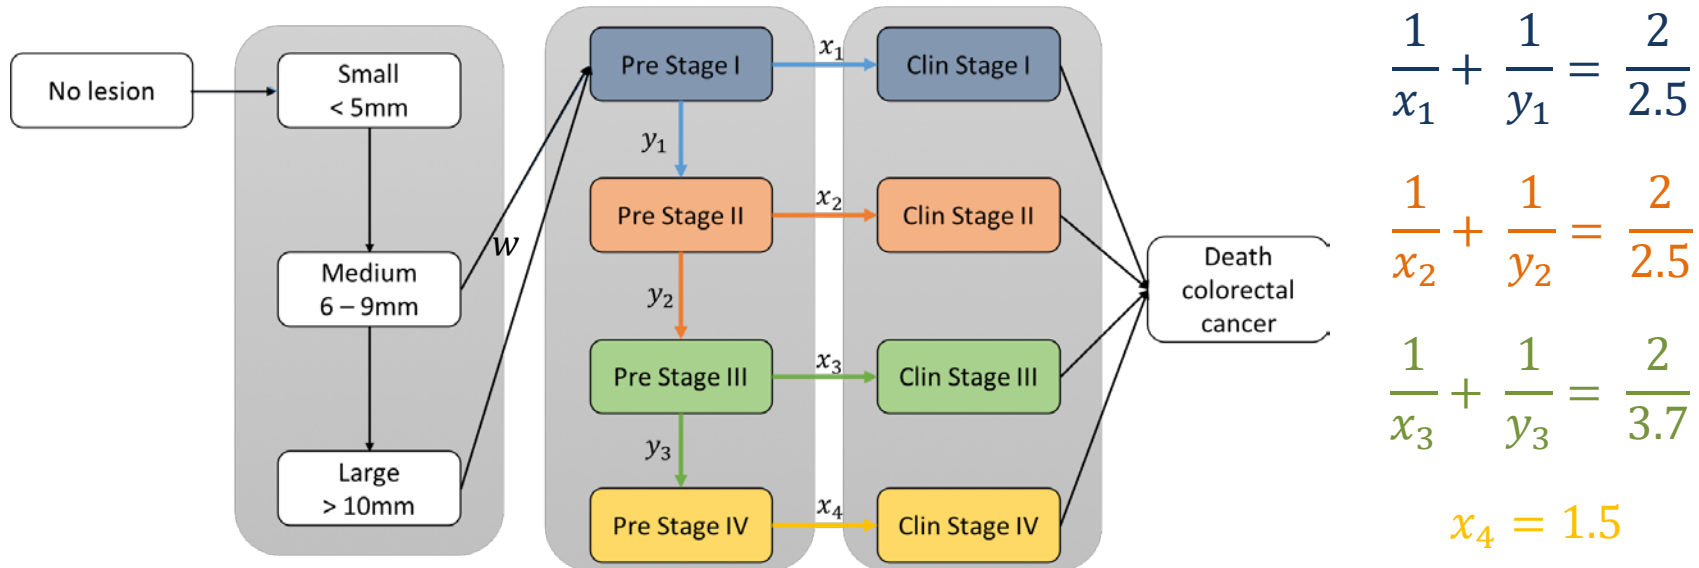 No lesion
Small
< 5mm
Medium
6 – 9mm
Large
> 10mm
w
Pre Stage I
x₁
Clin Stage I
y₁
Pre Stage II
x₂
Clin Stage II
y₂
Pre Stage III
x₃
Clin Stage III
y₃
Pre Stage IV
x₄
Clin Stage IV
Death
colorectal
cancer
1/x₁ + 1/y₁ = 2/2.5
1/x₂ + 1/y₂ = 2/2.5
1/x₃ + 1/y₃ = 2/3.7
x₄ = 1.5